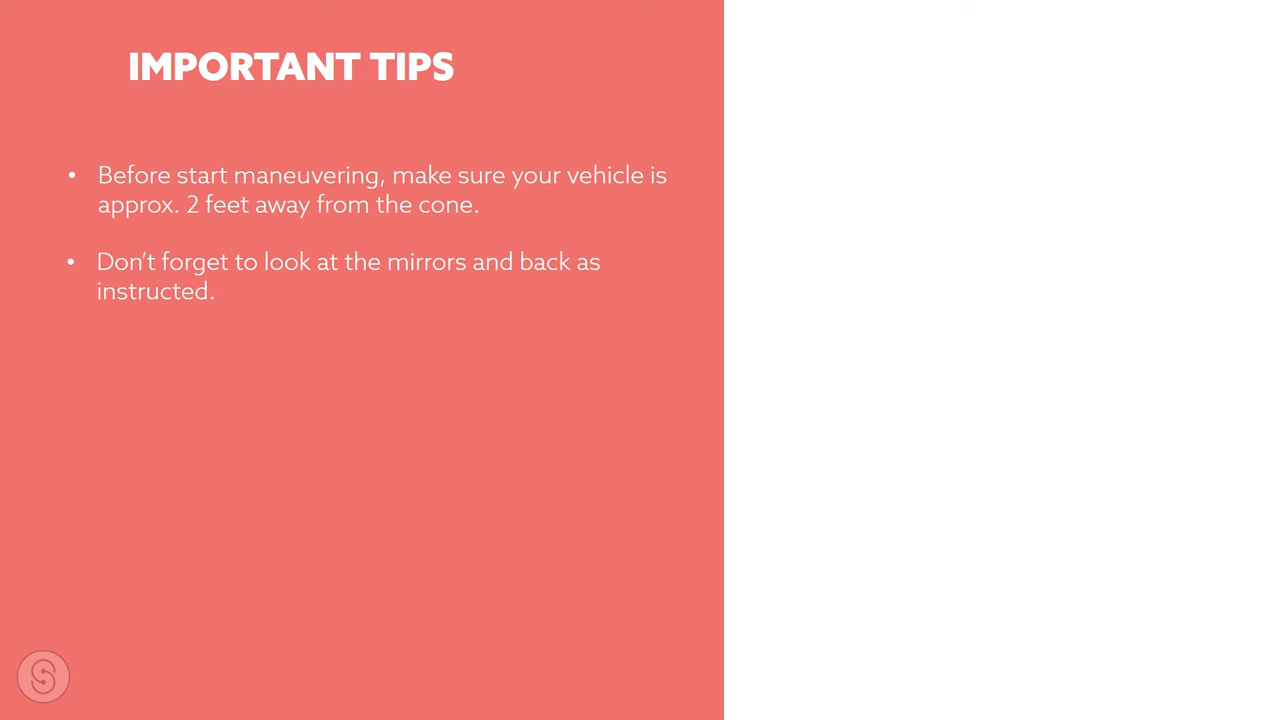 IMPORTANT TIPS
• Before start maneuvering, make sure your vehicle is
approx. 2 feet away from the cone.
• Don't forget to look at the mirrors and back as
instructed.
S